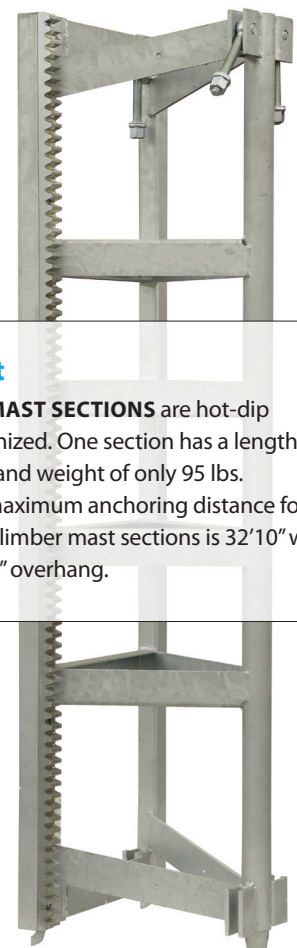 t
MAST SECTIONS are hot-dip
nized. One section has a length
and weight of only 95 lbs.
aximum anchoring distance fo
limber mast sections is 32’10” w
” overhang.